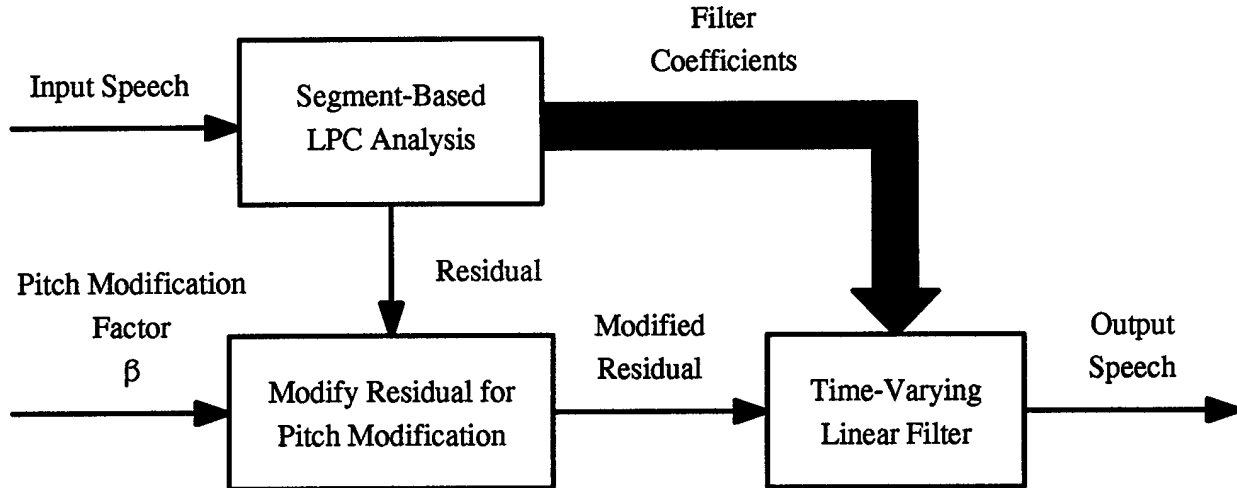 Filter
Coefficients
Input Speech
Segment-Based
LPC Analysis
Residual
Pitch Modification
Factor
β
Modify Residual for
Pitch Modification
Modified
Residual
Time-Varying
Linear Filter
Output
Speech